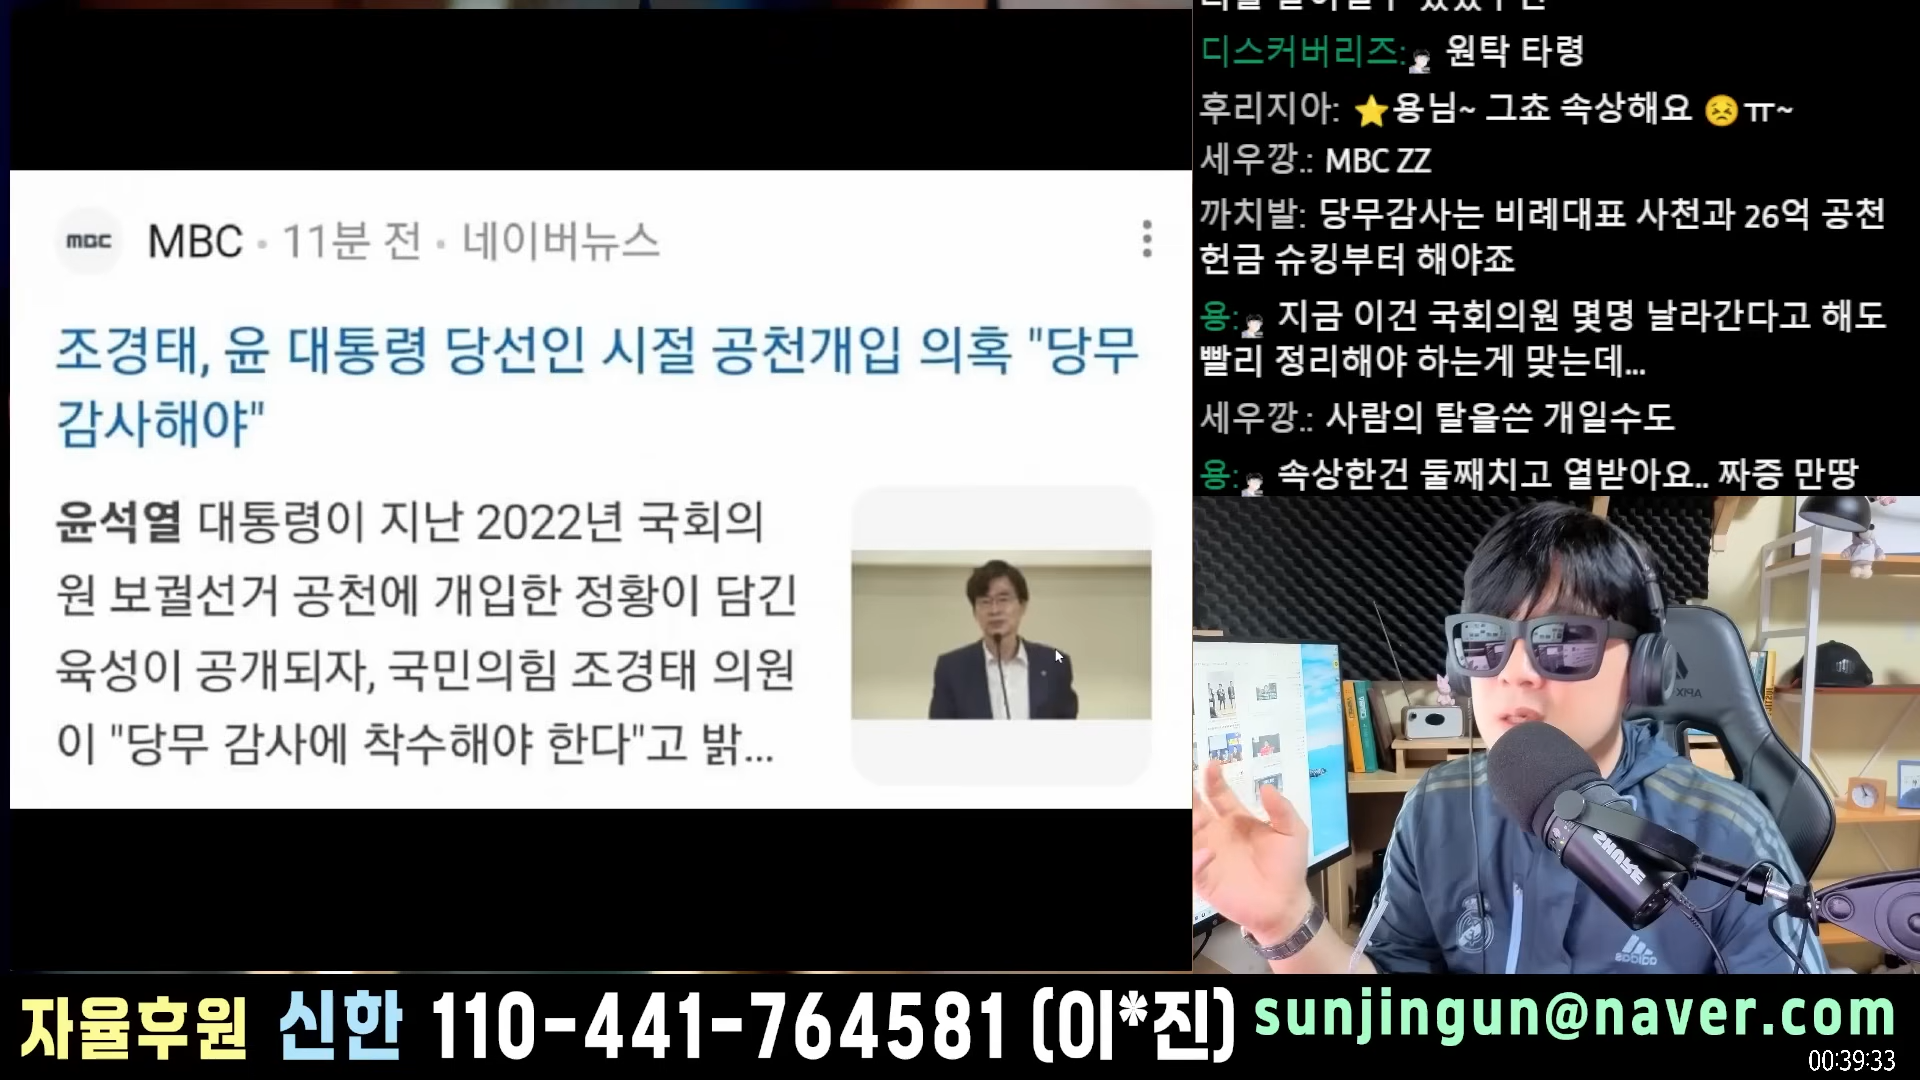 mbc MBC · 11분 전 · 네이버뉴스
조경태, 윤 대통령 당선인 시절 공천개입 의혹 "당무
감사해야"
윤석열 대통령이 지난 2022년 국회의
원 보궐선거 공천에 개입한 정황이 담긴
육성이 공개되자, 국민의힘 조경태 의원
이 "당무 감사에 착수해야 한다"고 밝...
디스커버리즈: 원탁 타령
후리지아: ⭐용님~ 그쵸 속상해요 😣ㅠ~
세우깡.: MBC ZZ
까치발: 당무감사는 비례대표 사천과 26억 공천
헌금 슈킹부터 해야죠
용: 지금 이건 국회의원 몇명 날라간다고 해도
빨리 정리해야 하는게 맞는데...
세우깡.: 사람의 탈을쓴 개일수도
용: 속상한건 둘째치고 열받아요.. 짜증 만땅
APIX
SHURE
adidas
자율후원 신한 110-441-764581 (이*진) sunjingun@naver.com
00:39:33